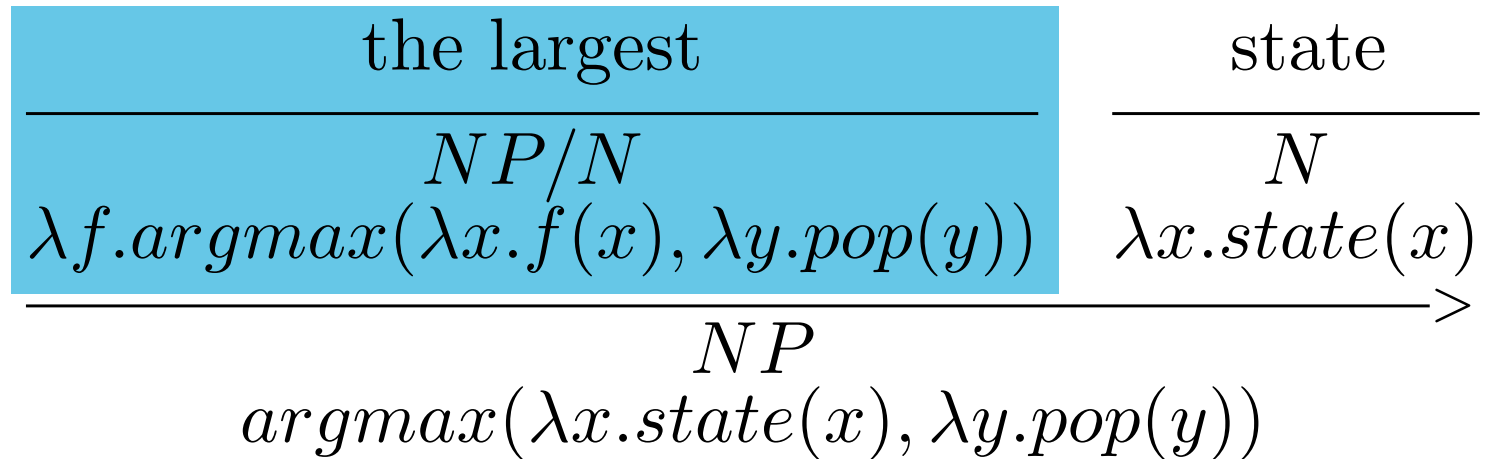 the largest state
NP/N N
λf.argmax(λx.f(x), λy.pop(y)) λx.state(x)
>
NP
argmax(λx.state(x), λy.pop(y))